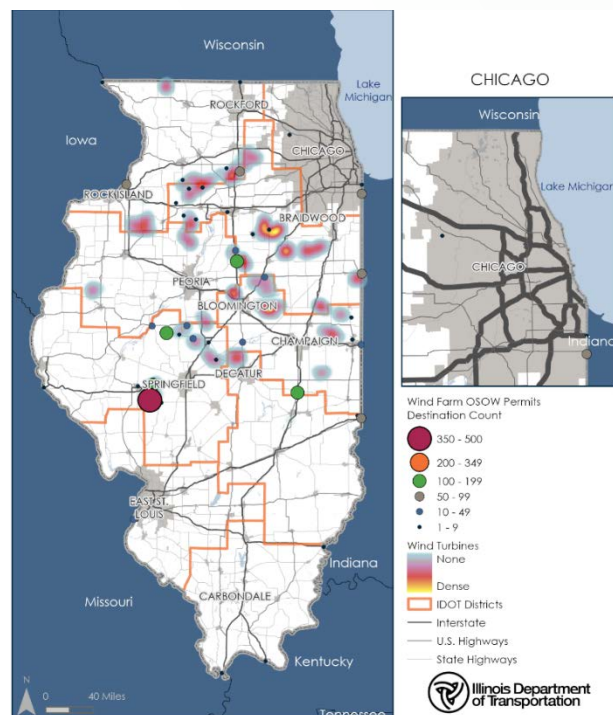 Wisconsin
ROCKFORD
Lake
Michigan
Iowa
CHICAGO
ROCK ISLAND
BRAIDWOOD
PEORIA
BLOOMINGTON
CHAMPAIGN
DECATUR
SPRINGFIELD
EAST ST.
LOUIS
Indiana
Missouri
CARBONDALE
Kentucky
N
0 40 Miles
Tennessee
CHICAGO
Wisconsin
Lake Michigan
CHICAGO
Indiana
Wind Farm OSOW Permits
Destination Count
350 - 500
200 - 349
100 - 199
50 - 99
10 - 49
1 - 9
Wind Turbines
None
Dense
IDOT Districts
Interstate
U.S. Highways
State Highways
Illinois Department
of Transportation